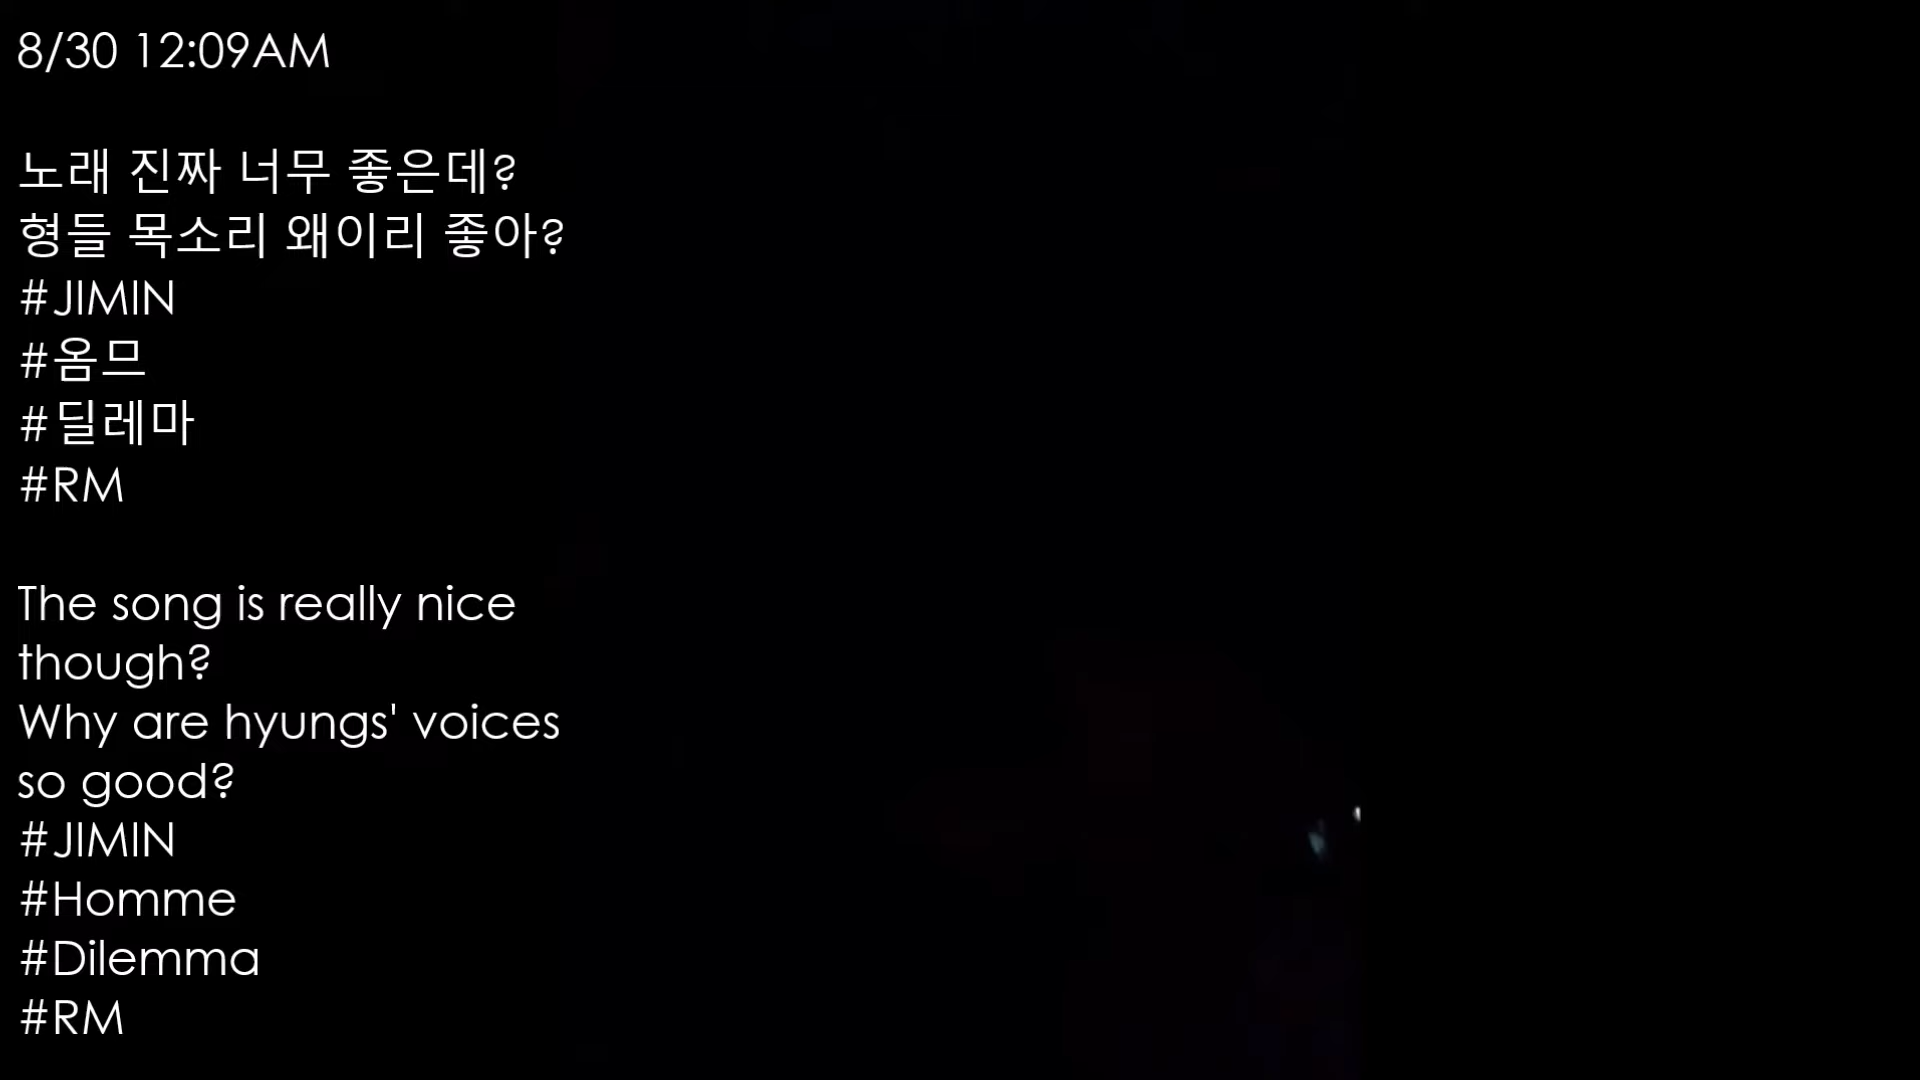 8/30 12:09AM
노래 진짜 너무 좋은데?
형들 목소리 왜이리 좋아?
#JIMIN
#옴므
#딜레마
#RM
The song is really nice
though?
Why are hyungs' voices
so good?
#JIMIN
#Homme
#Dilemma
#RM